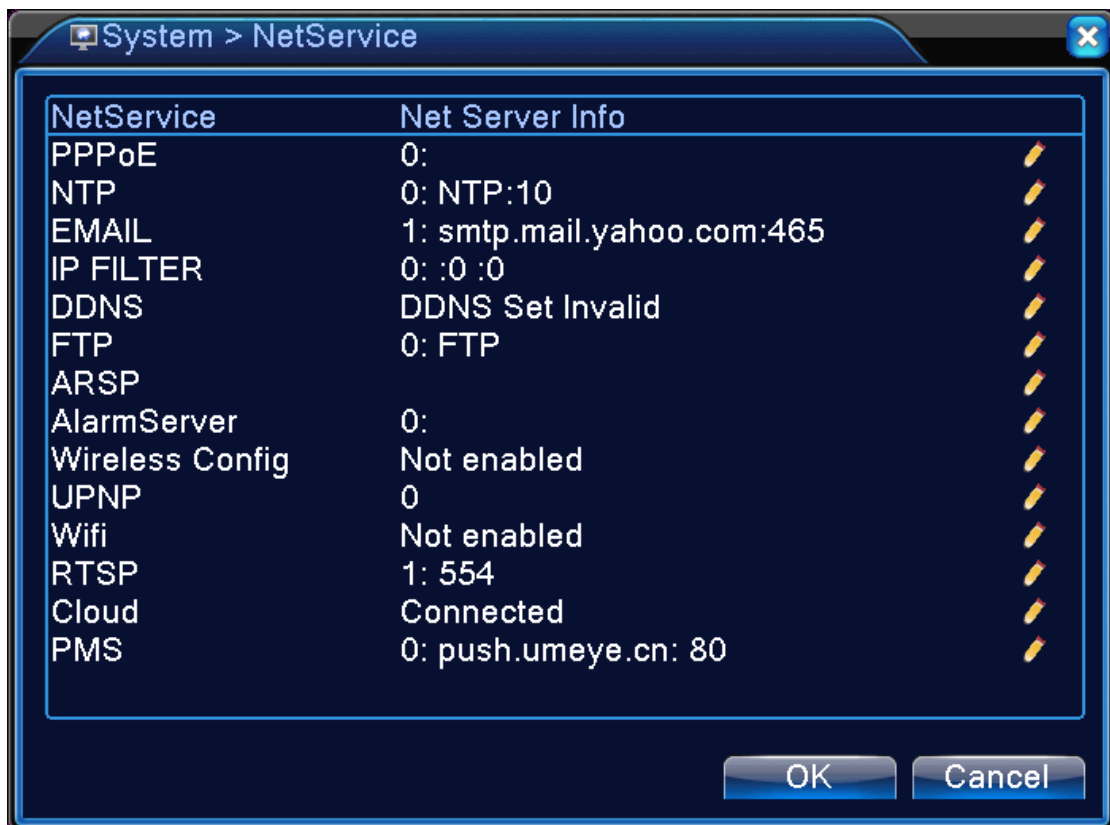 System > NetService
NetService Net Server Info
PPPoE 0:
NTP 0: NTP:10
EMAIL 1: smtp.mail.yahoo.com:465
IP FILTER 0: :0 :0
DDNS DDNS Set Invalid
FTP 0: FTP
ARSP
AlarmServer 0:
Wireless Config Not enabled
UPNP 0
Wifi Not enabled
RTSP 1: 554
Cloud Connected
PMS 0: push.umeye.cn: 80
OK Cancel